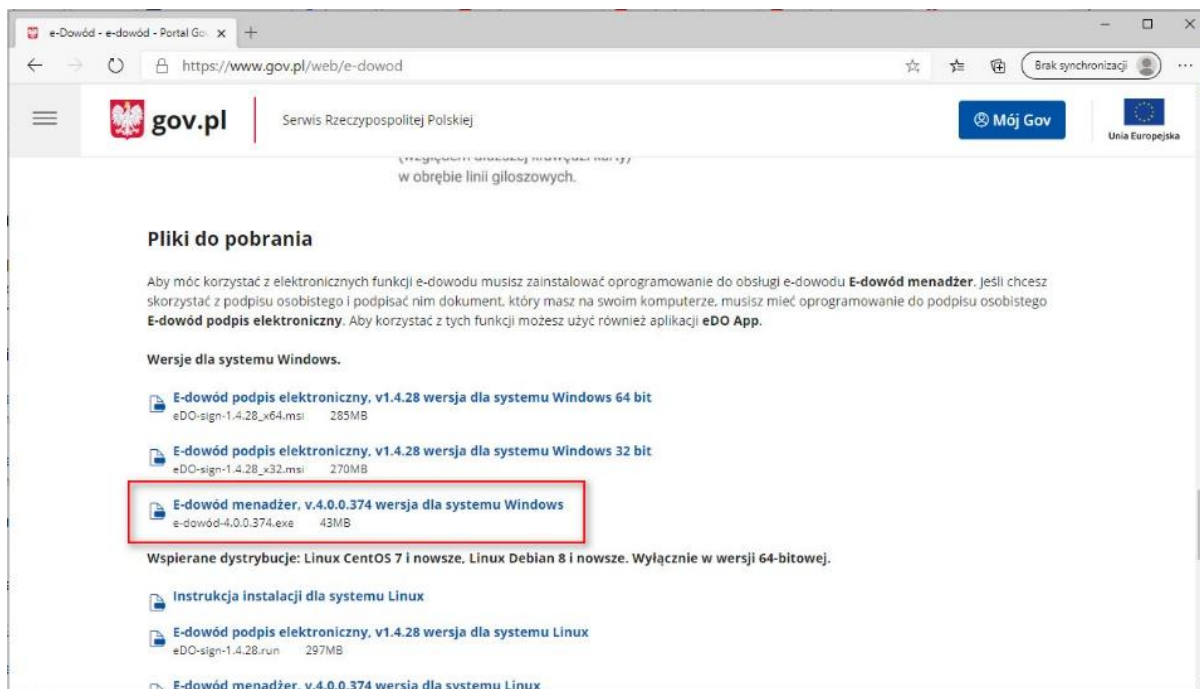 e-Dowód - e-dowód - Portal Gov
https://www.gov.pl/web/e-dowod
Brak synchronizacji
gov.pl
Serwis Rzeczypospolitej Polskiej
Mój Gov
Unia Europejska
(względem dłuższej krawędzi karty)
w obrębie linii giloszowych.
Pliki do pobrania
Aby móc korzystać z elektronicznych funkcji e-dowodu musisz zainstalować oprogramowanie do obsługi e-dowodu E-dowód menadżer. Jeśli chcesz
skorzystać z podpisu osobistego i podpisać nim dokument, który masz na swoim komputerze, musisz mieć oprogramowanie do podpisu osobistego
E-dowód podpis elektroniczny. Aby korzystać z tych funkcji możesz użyć również aplikacji eDO App.
Wersje dla systemu Windows.
E-dowód podpis elektroniczny, v1.4.28 wersja dla systemu Windows 64 bit
eDO-sign-1.4.28_x64.msi 285MB
E-dowód podpis elektroniczny, v1.4.28 wersja dla systemu Windows 32 bit
eDO-sign-1.4.28_x32.msi 270MB
E-dowód menadżer, v.4.0.0.374 wersja dla systemu Windows
e-dowód-4.0.0.374.exe 43MB
Wspierane dystrybucje: Linux CentOS 7 i nowsze, Linux Debian 8 i nowsze. Wyłącznie w wersji 64-bitowej.
Instrukcja instalacji dla systemu Linux
E-dowód podpis elektroniczny, v1.4.28 wersja dla systemu Linux
eDO-sign-1.4.28.run 297MB
E-dowód menadżer, v.4.0.0.374 wersja dla systemu Linux